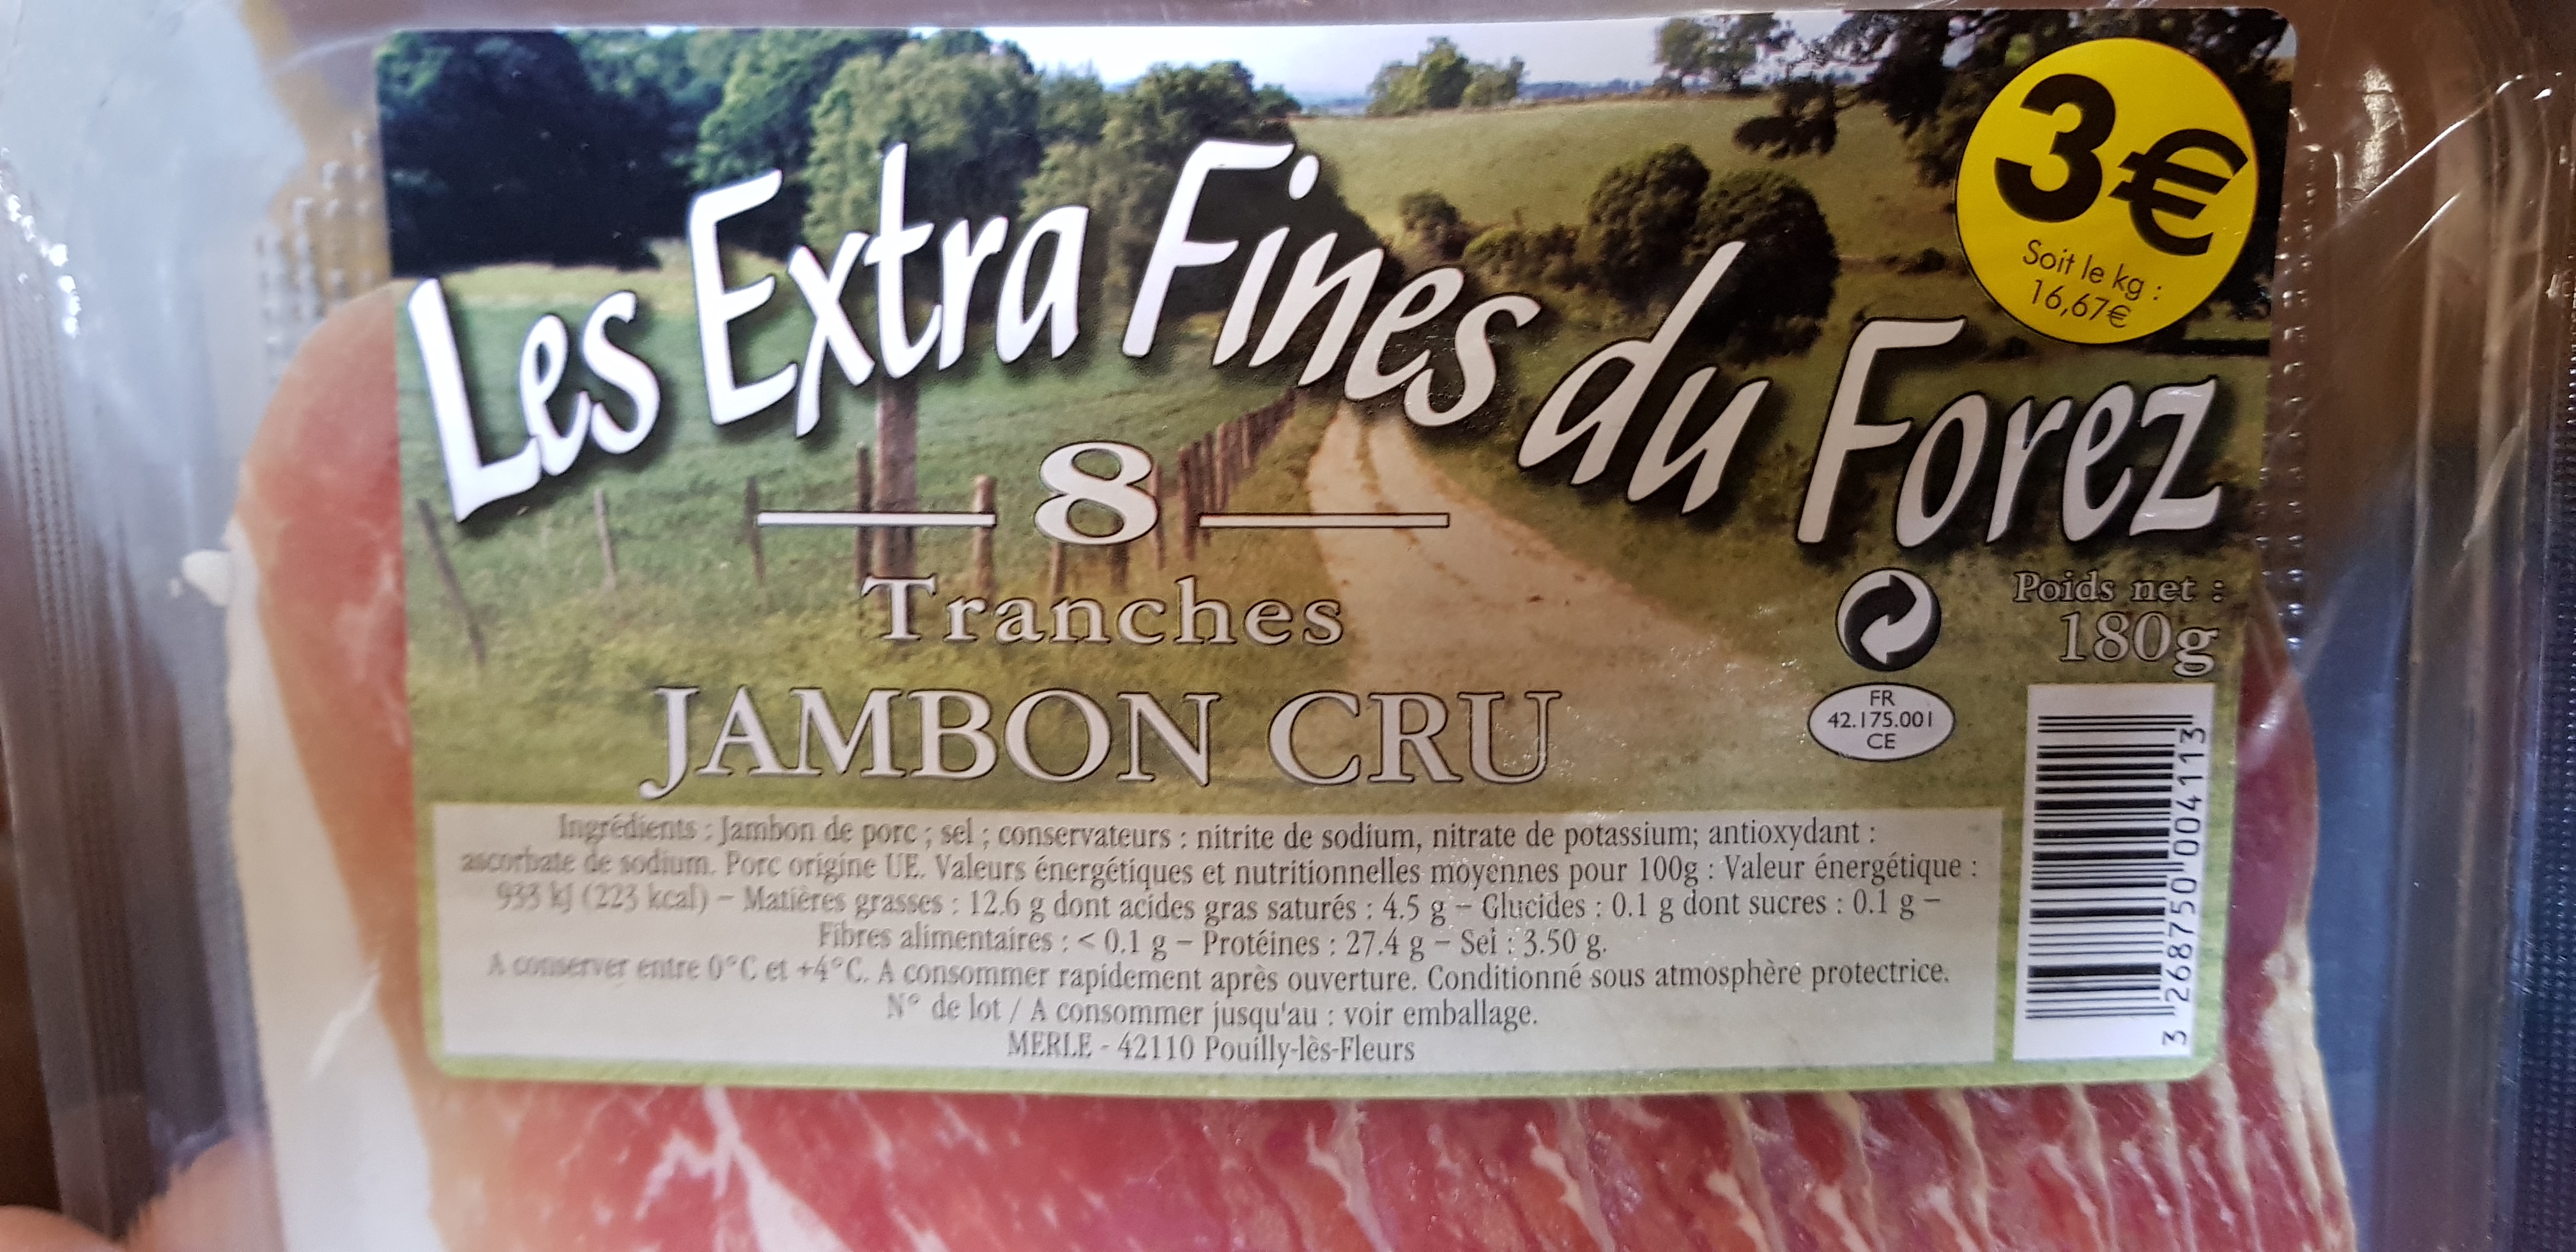 Les Extra Fines du Forez
3€
Soit le kg :
16,67€
8
Tranches
JAMBON CRU
Poids net :
180g
FR
42.175.001
CE
Ingrédients : Jambon de porc ; sel ; conservateurs : nitrite de sodium, nitrate de potassium; antioxydant :
ascorbate de sodium. Porc origine UE. Valeurs énergétiques et nutritionnelles moyennes pour 100g : Valeur énergétique :
933 kJ (223 kcal) – Matières grasses : 12.6 g dont acides gras saturés : 4.5 g – Glucides : 0.1 g dont sucres : 0.1 g –
Fibres alimentaires : < 0.1 g – Protéines : 27.4 g – Sel : 3.50 g.
A conserver entre 0°C et +4°C. A consommer rapidement après ouverture. Conditionné sous atmosphère protectrice.
N° de lot / A consommer jusqu'au : voir emballage.
MERLE - 42110 Pouilly-lès-Fleurs
3 268750 004113